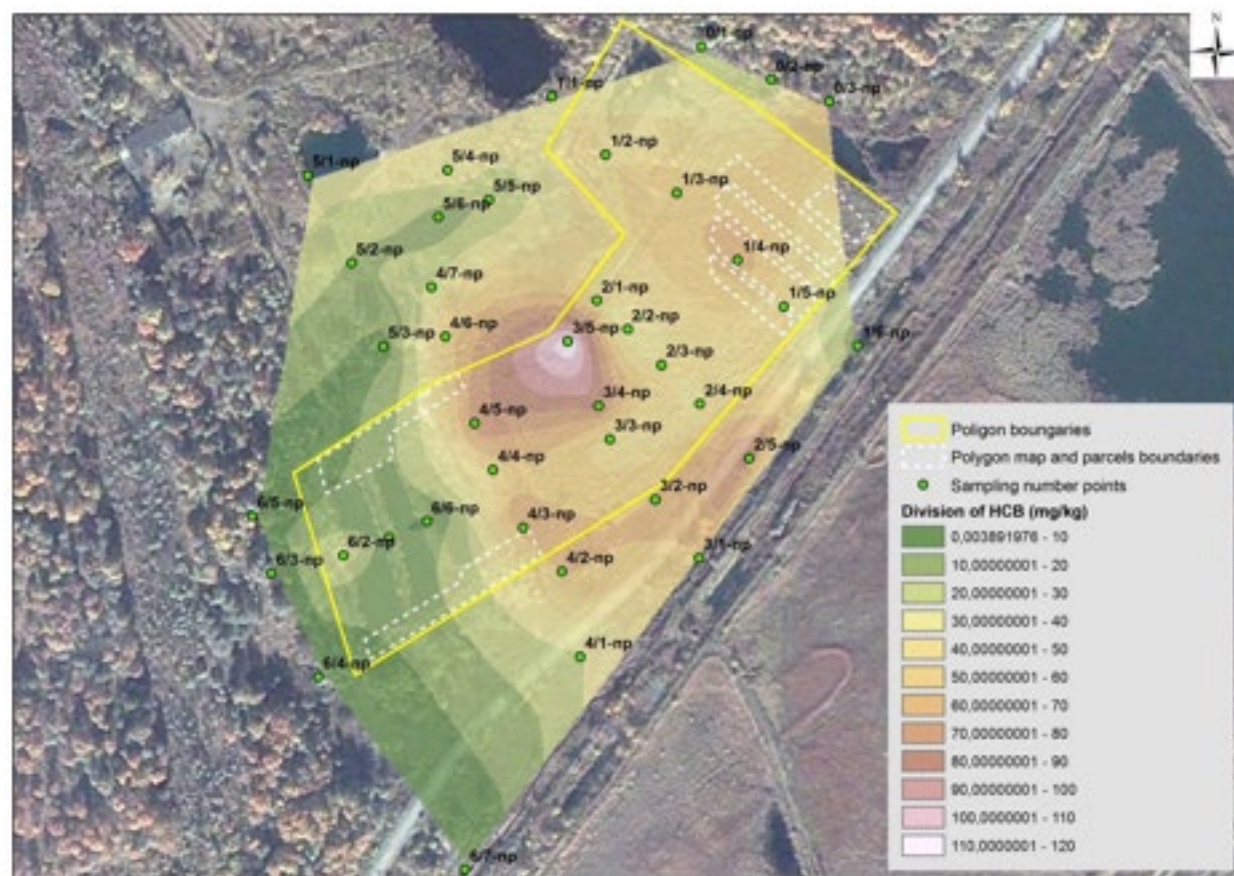 N
0/1-np
0/2-np
0/3-np
1/1-np
1/2-np
5/4-np
5/1-np
5/5-np
1/3-np
5/6-np
5/2-np
1/4-np
4/7-np
2/1-np
1/5-np
2/2-np
4/6-np
3/5-np
5/3-np
1/6-np
2/3-np
3/4-np
2/4-np
4/5-np
3/3-np
4/4-np
2/5-np
3/2-np
6/5-np
6/6-np
4/3-np
6/2-np
6/3-np
4/2-np
3/1-np
4/1-np
6/4-np
6/7-np
Poligon boungaries
Polygon map and parcels boundaries
Sampling number points
Division of HCB (mg/kg)
0,003891976 - 10
10,00000001 - 20
20,00000001 - 30
30,00000001 - 40
40,00000001 - 50
50,00000001 - 60
60,00000001 - 70
70,00000001 - 80
80,00000001 - 90
90,00000001 - 100
100,0000001 - 110
110,0000001 - 120